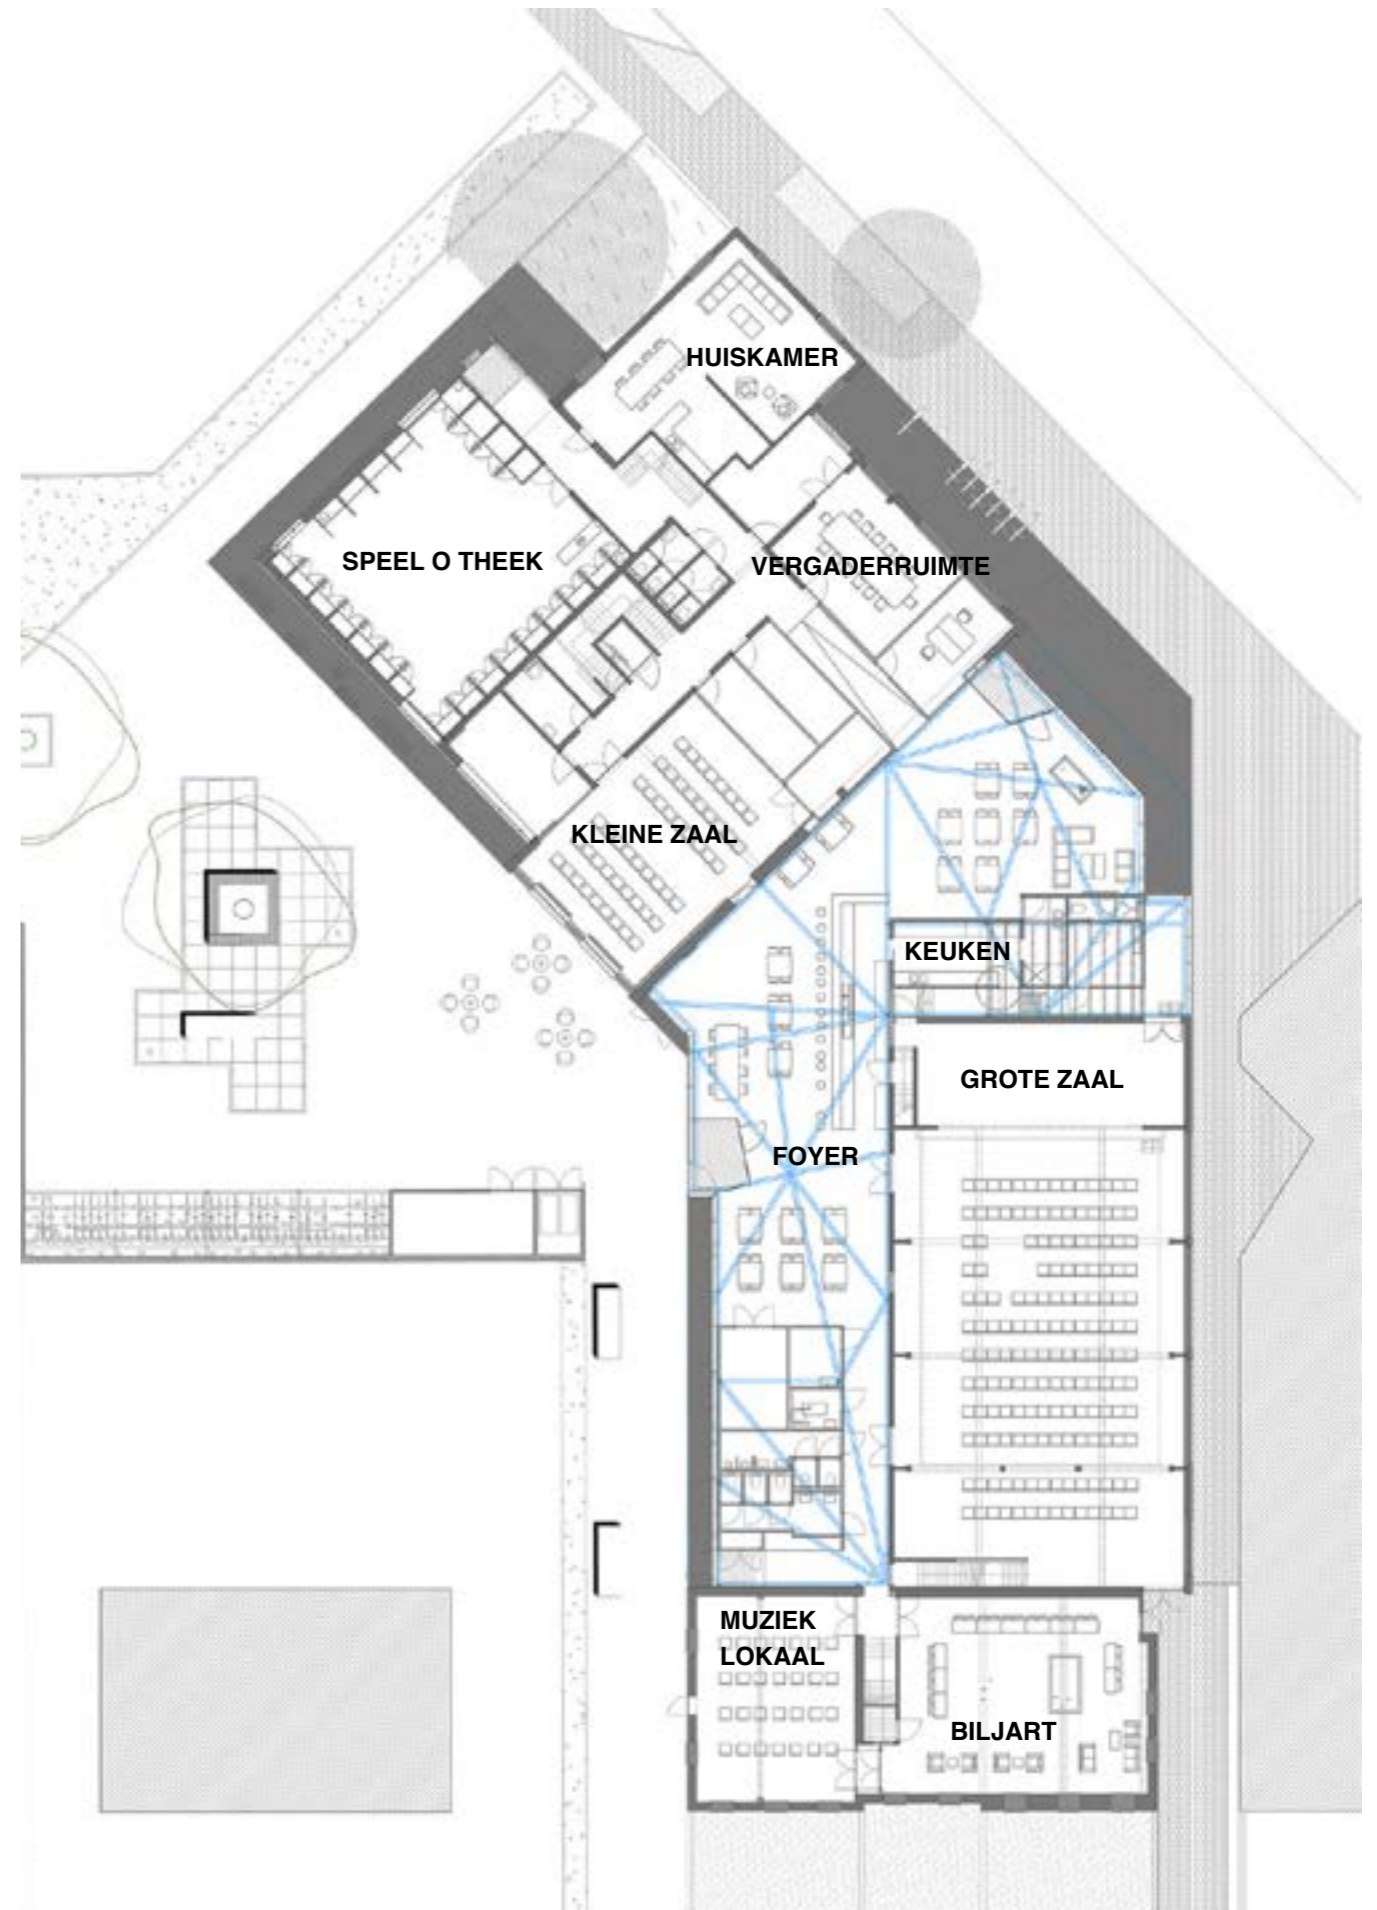 HUISKAMER
SPEEL O THEEK
VERGADERRUIMTE
KLEINE ZAAL
KEUKEN
GROTE ZAAL
FOYER
MUZIEK
LOKAAL
BILJART